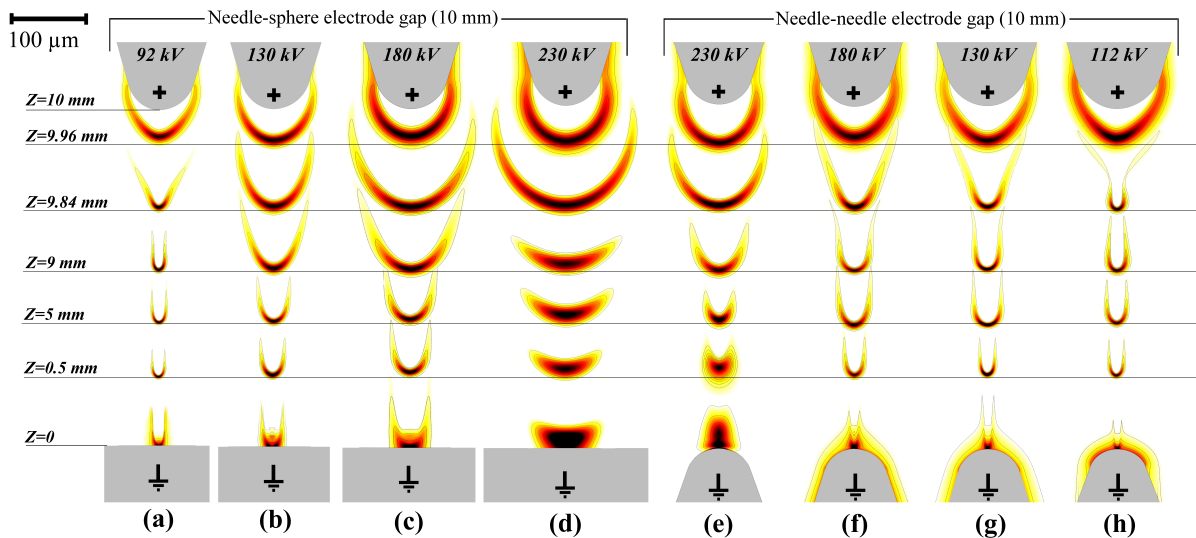 Needle-sphere electrode gap (10 mm)
Needle-needle electrode gap (10 mm)
100 µm
92 kV
130 kV
180 kV
230 kV
230 kV
180 kV
130 kV
112 kV
+
+
+
+
+
+
+
+
Z=10 mm
Z=9.96
Z=9.84 mm
Z=9 mm
Z=5 mm
Z=0.5 mm
Z=0
(a)
(b)
(c)
(d)
(e)
(f)
(g)
(h)